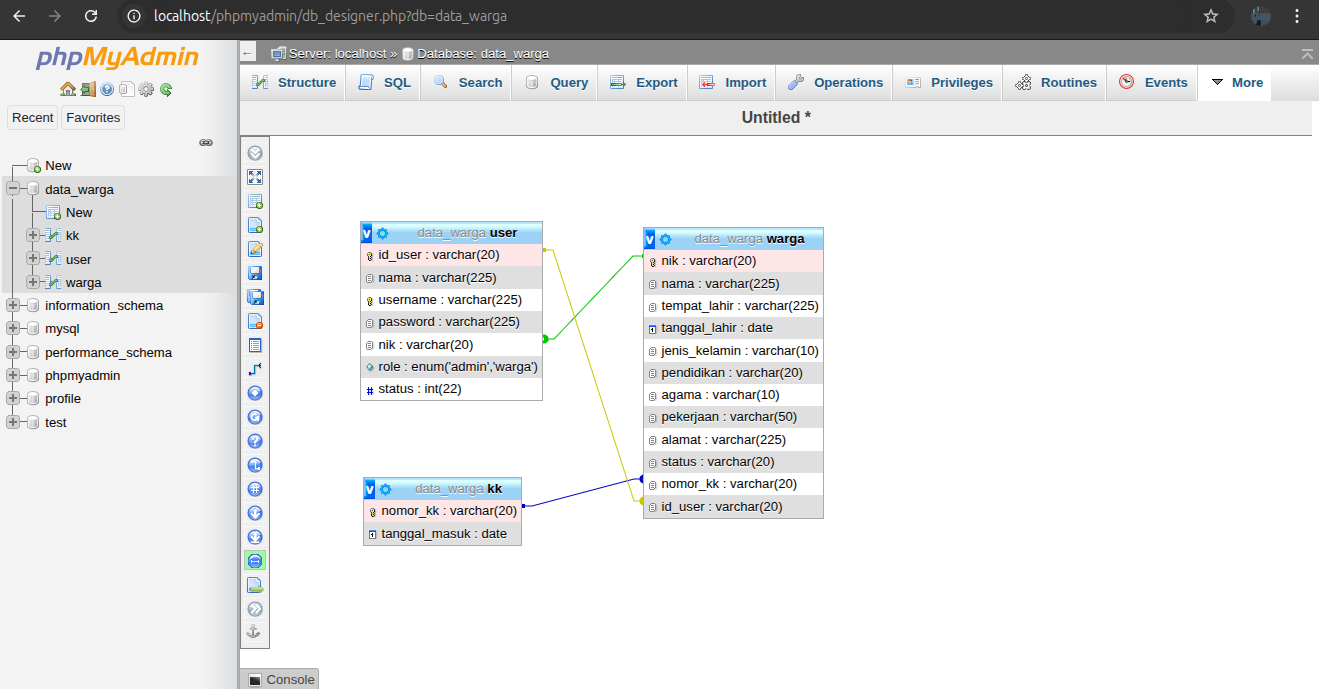 localhost/phpmyadmin/db_designer.php?db=data_warga
phpMyAdmin
Recent Favorites
New
data_warga
New
kk
user
warga
information_schema
mysql
performance_schema
phpmyadmin
profile
test
Server: localhost » Database: data_warga
Structure SQL Search Query Export Import Operations Privileges Routines Events More
Untitled *
data_warga user
id_user : varchar(20)
nama : varchar(225)
username : varchar(225)
password : varchar(225)
nik : varchar(20)
role : enum('admin','warga')
status : int(22)
data_warga warga
nik : varchar(20)
nama : varchar(225)
tempat_lahir : varchar(225)
tanggal_lahir : date
jenis_kelamin : varchar(10)
pendidikan : varchar(20)
agama : varchar(10)
pekerjaan : varchar(50)
alamat : varchar(225)
status : varchar(20)
nomor_kk : varchar(20)
id_user : varchar(20)
data_warga kk
nomor_kk : varchar(20)
tanggal_masuk : date
Console